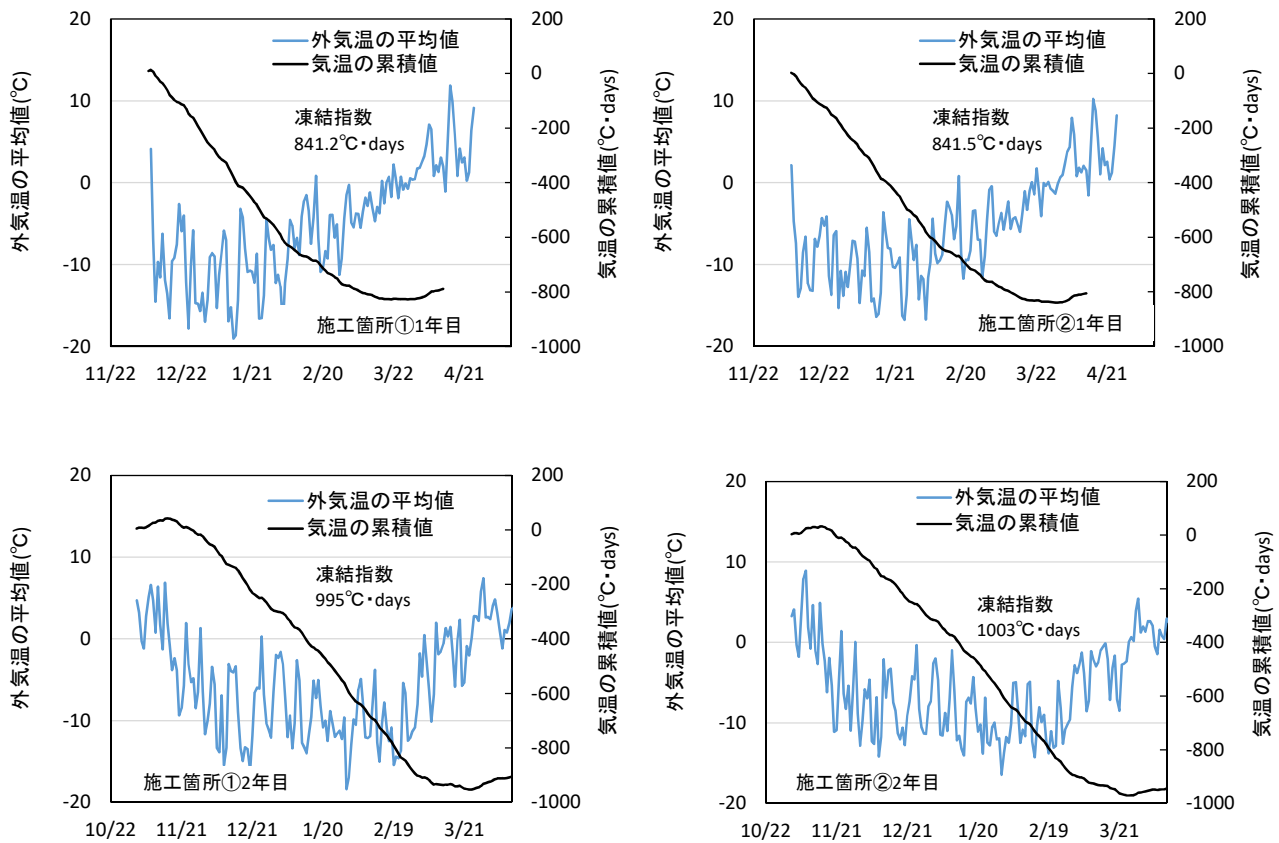 外気温の平均値(℃)
20
10
0
-10
-20
外気温の平均値
気温の累積値
凍結指数
841.2℃・days
施工箇所①1年目
200
0
-200
-400
-600
-800
-1000
気温の累積値(℃・days)
11/22 12/22 1/21 2/20 3/22 4/21
外気温の平均値(℃)
20
10
0
-10
-20
外気温の平均値
気温の累積値
凍結指数
841.5℃・days
施工箇所②1年目
200
0
-200
-400
-600
-800
-1000
気温の累積値(℃・days)
11/22 12/22 1/21 2/20 3/22 4/21
外気温の平均値(℃)
20
10
0
-10
-20
外気温の平均値
気温の累積値
凍結指数
995℃・days
施工箇所①2年目
200
0
-200
-400
-600
-800
-1000
気温の累積値(℃・days)
10/22 11/21 12/21 1/20 2/19 3/21
外気温の平均値(℃)
20
10
0
-10
-20
外気温の平均値
気温の累積値
凍結指数
1003℃・days
施工箇所②2年目
200
0
-200
-400
-600
-800
-1000
気温の累積値(℃・days)
10/22 11/21 12/21 1/20 2/19 3/21